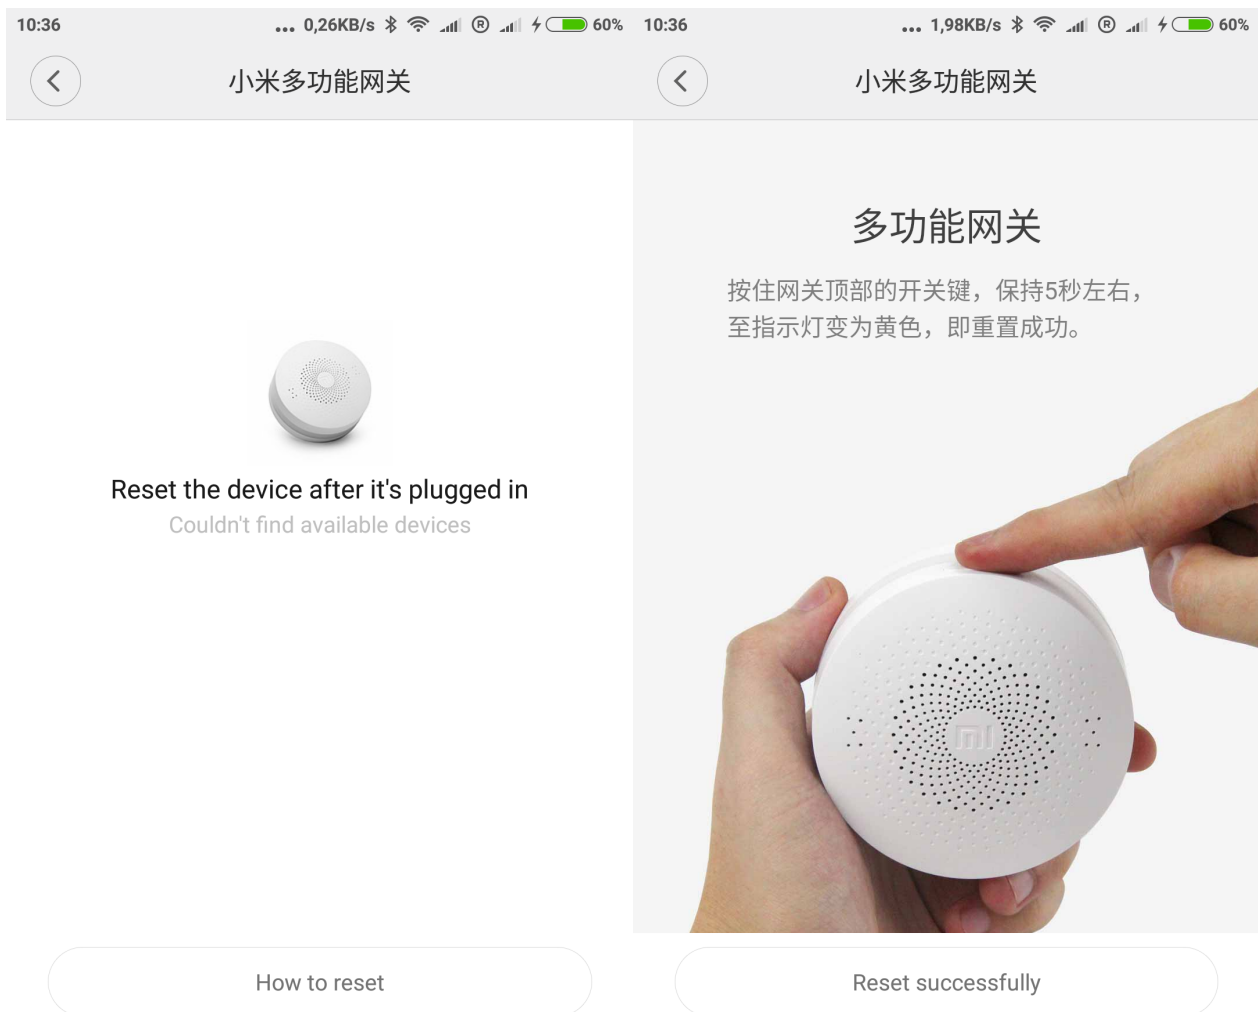 10:36
... 0,26KB/s ® 60%
小米多功能网关
Reset the device after it's plugged in
Couldn't find available devices
How to reset
10:36
... 1,98KB/s ® 60%
小米多功能网关
多功能网关
按住网关顶部的开关键，保持5秒左右，
至指示灯变为黄色，即重置成功。
MI
Reset successfully